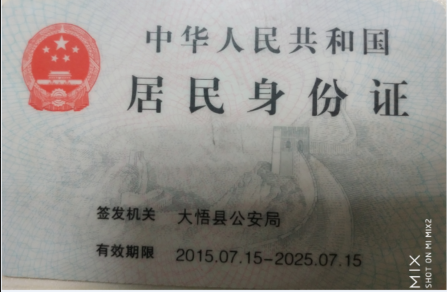 中华人民共和国
居民身份证
签发机关 大悟县公安局
有效期限 2015.07.15-2025.07.15
MIX
SHOT ON MI MIX2